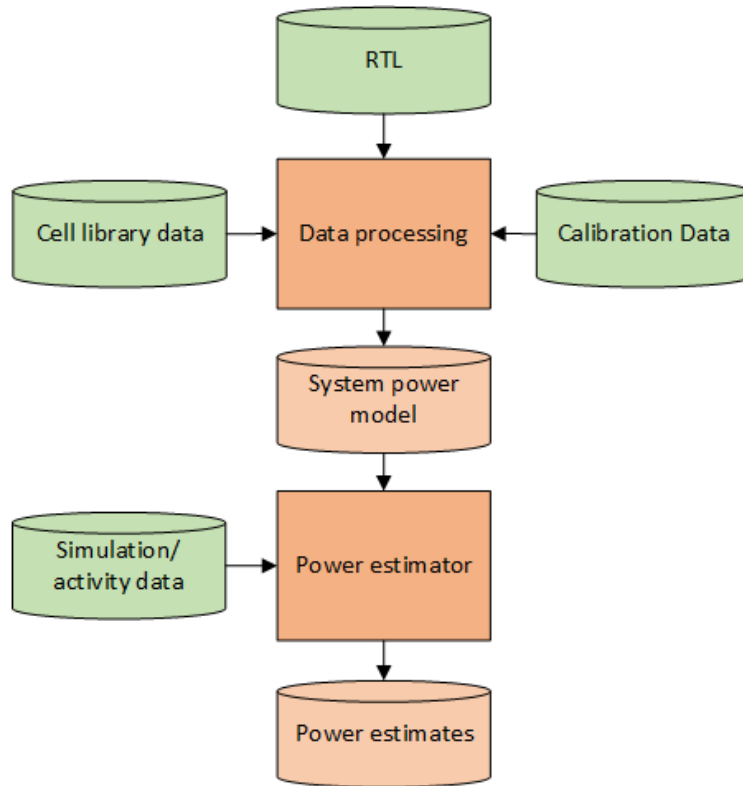 RTL
Cell library data
Data processing
Calibration Data
System power
model
Simulation/
activity data
Power estimator
Power estimates